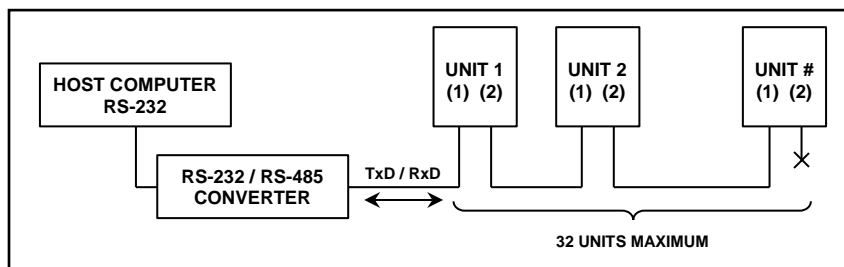 HOST COMPUTER
RS-232
RS-232 / RS-485
CONVERTER
TxD / RxD
UNIT 1
(1) (2)
UNIT 2
(1) (2)
UNIT #
(1) (2)
32 UNITS MAXIMUM